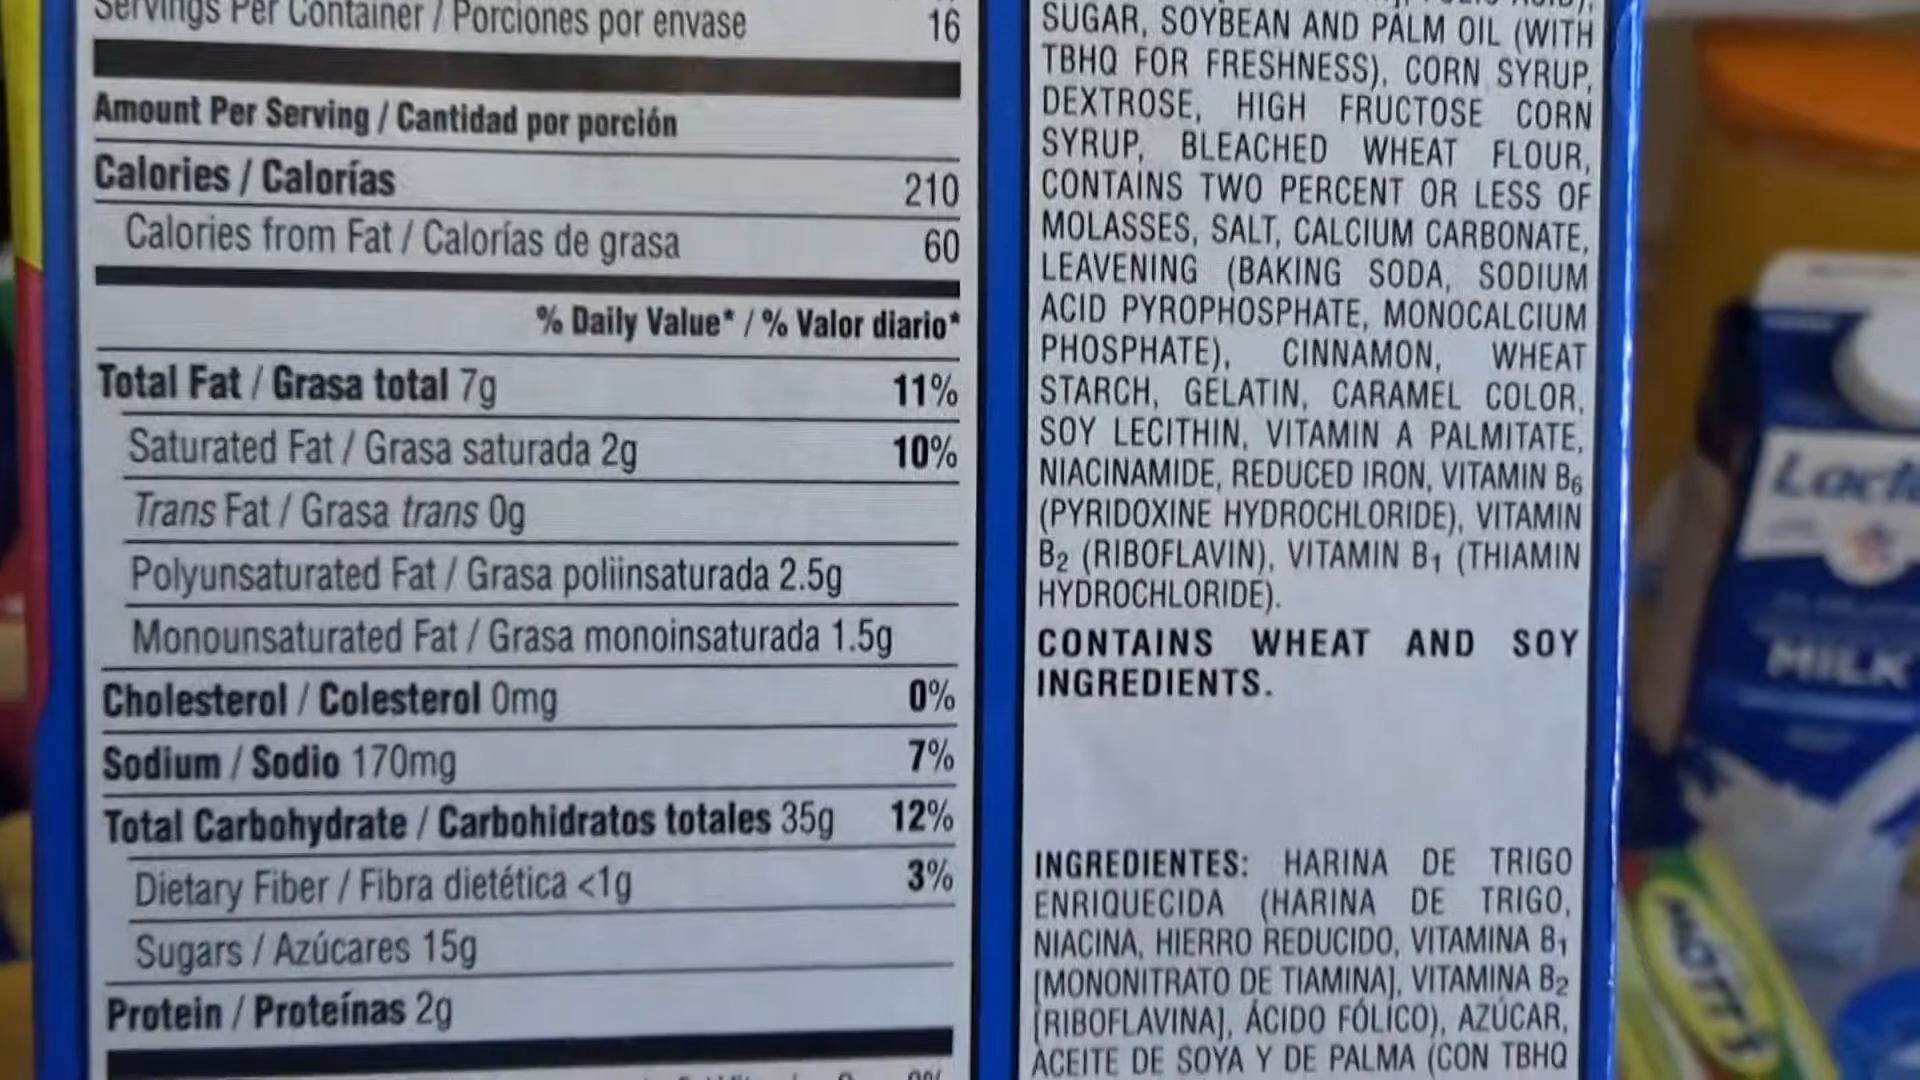 Servings Per Container / Porciones por envase 16
Amount Per Serving / Cantidad por porción
Calories / Calorías 210
Calories from Fat / Calorías de grasa 60
% Daily Value* / % Valor diario*
Total Fat / Grasa total 7g 11%
Saturated Fat / Grasa saturada 2g 10%
Trans Fat / Grasa trans 0g
Polyunsaturated Fat / Grasa poliinsaturada 2.5g
Monounsaturated Fat / Grasa monoinsaturada 1.5g
Cholesterol / Colesterol 0mg 0%
Sodium / Sodio 170mg 7%
Total Carbohydrate / Carbohidratos totales 35g 12%
Dietary Fiber / Fibra dietética <1g 3%
Sugars / Azúcares 15g
Protein / Proteínas 2g
SUGAR, SOYBEAN AND PALM OIL (WITH
TBHQ FOR FRESHNESS), CORN SYRUP,
DEXTROSE, HIGH FRUCTOSE CORN
SYRUP, BLEACHED WHEAT FLOUR,
CONTAINS TWO PERCENT OR LESS OF
MOLASSES, SALT, CALCIUM CARBONATE,
LEAVENING (BAKING SODA, SODIUM
ACID PYROPHOSPHATE, MONOCALCIUM
PHOSPHATE), CINNAMON, WHEAT
STARCH, GELATIN, CARAMEL COLOR,
SOY LECITHIN, VITAMIN A PALMITATE,
NIACINAMIDE, REDUCED IRON, VITAMIN B6
(PYRIDOXINE HYDROCHLORIDE), VITAMIN
B2 (RIBOFLAVIN), VITAMIN B1 (THIAMIN
HYDROCHLORIDE).
CONTAINS WHEAT AND SOY
INGREDIENTS.
INGREDIENTES: HARINA DE TRIGO
ENRIQUECIDA (HARINA DE TRIGO,
NIACINA, HIERRO REDUCIDO, VITAMINA B1
[MONONITRATO DE TIAMINA], VITAMINA B2
[RIBOFLAVINA], ÁCIDO FÓLICO), AZÚCAR,
ACEITE DE SOYA Y DE PALMA (CON TBHQ
MILK
MOTT'S